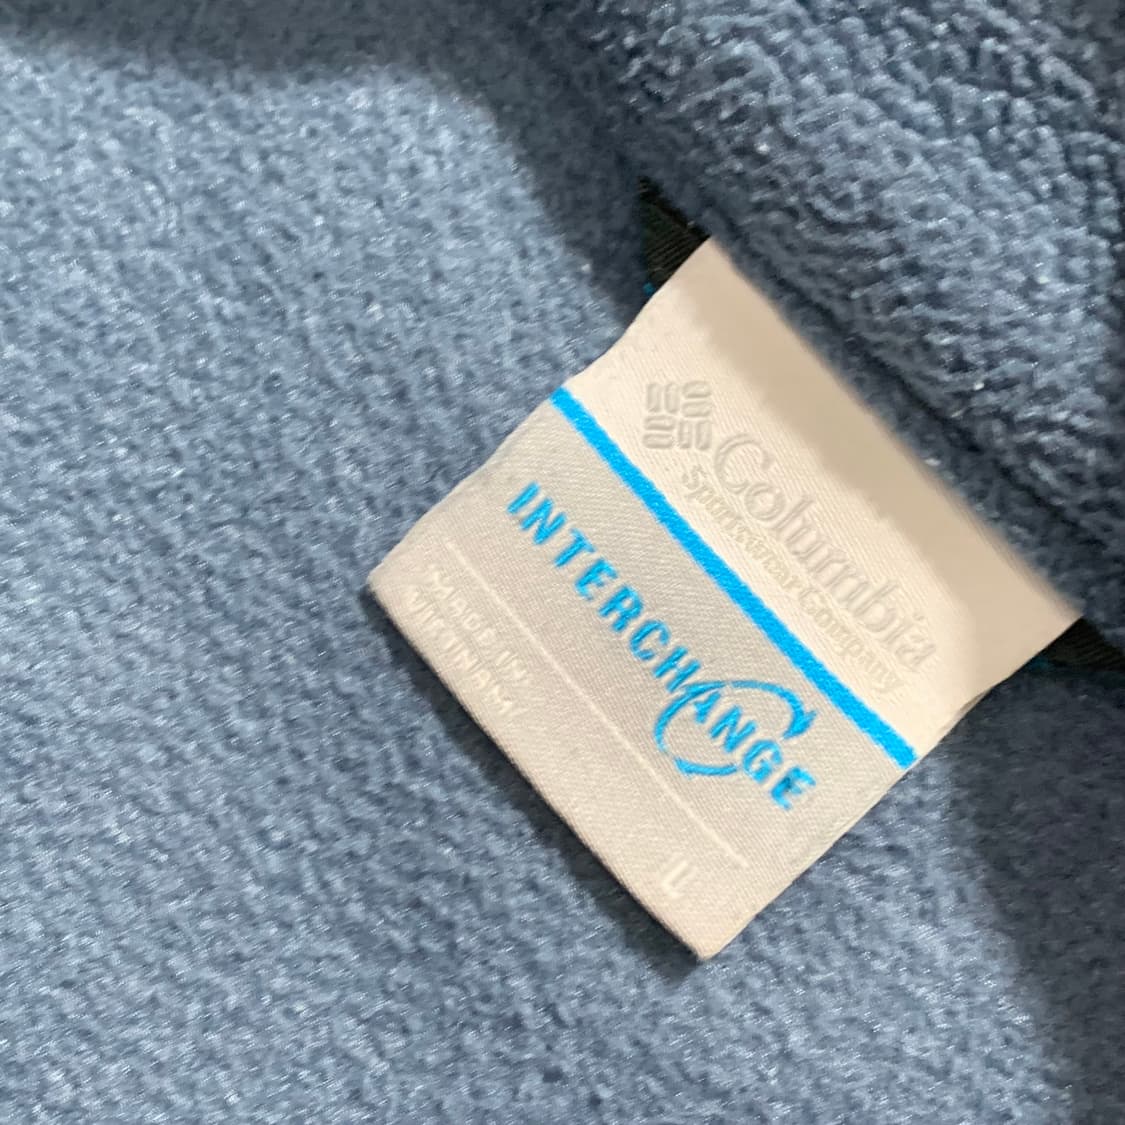 Columbia
Sportswear Company
INTERCHANGE
MADE IN
VIETNAM
L